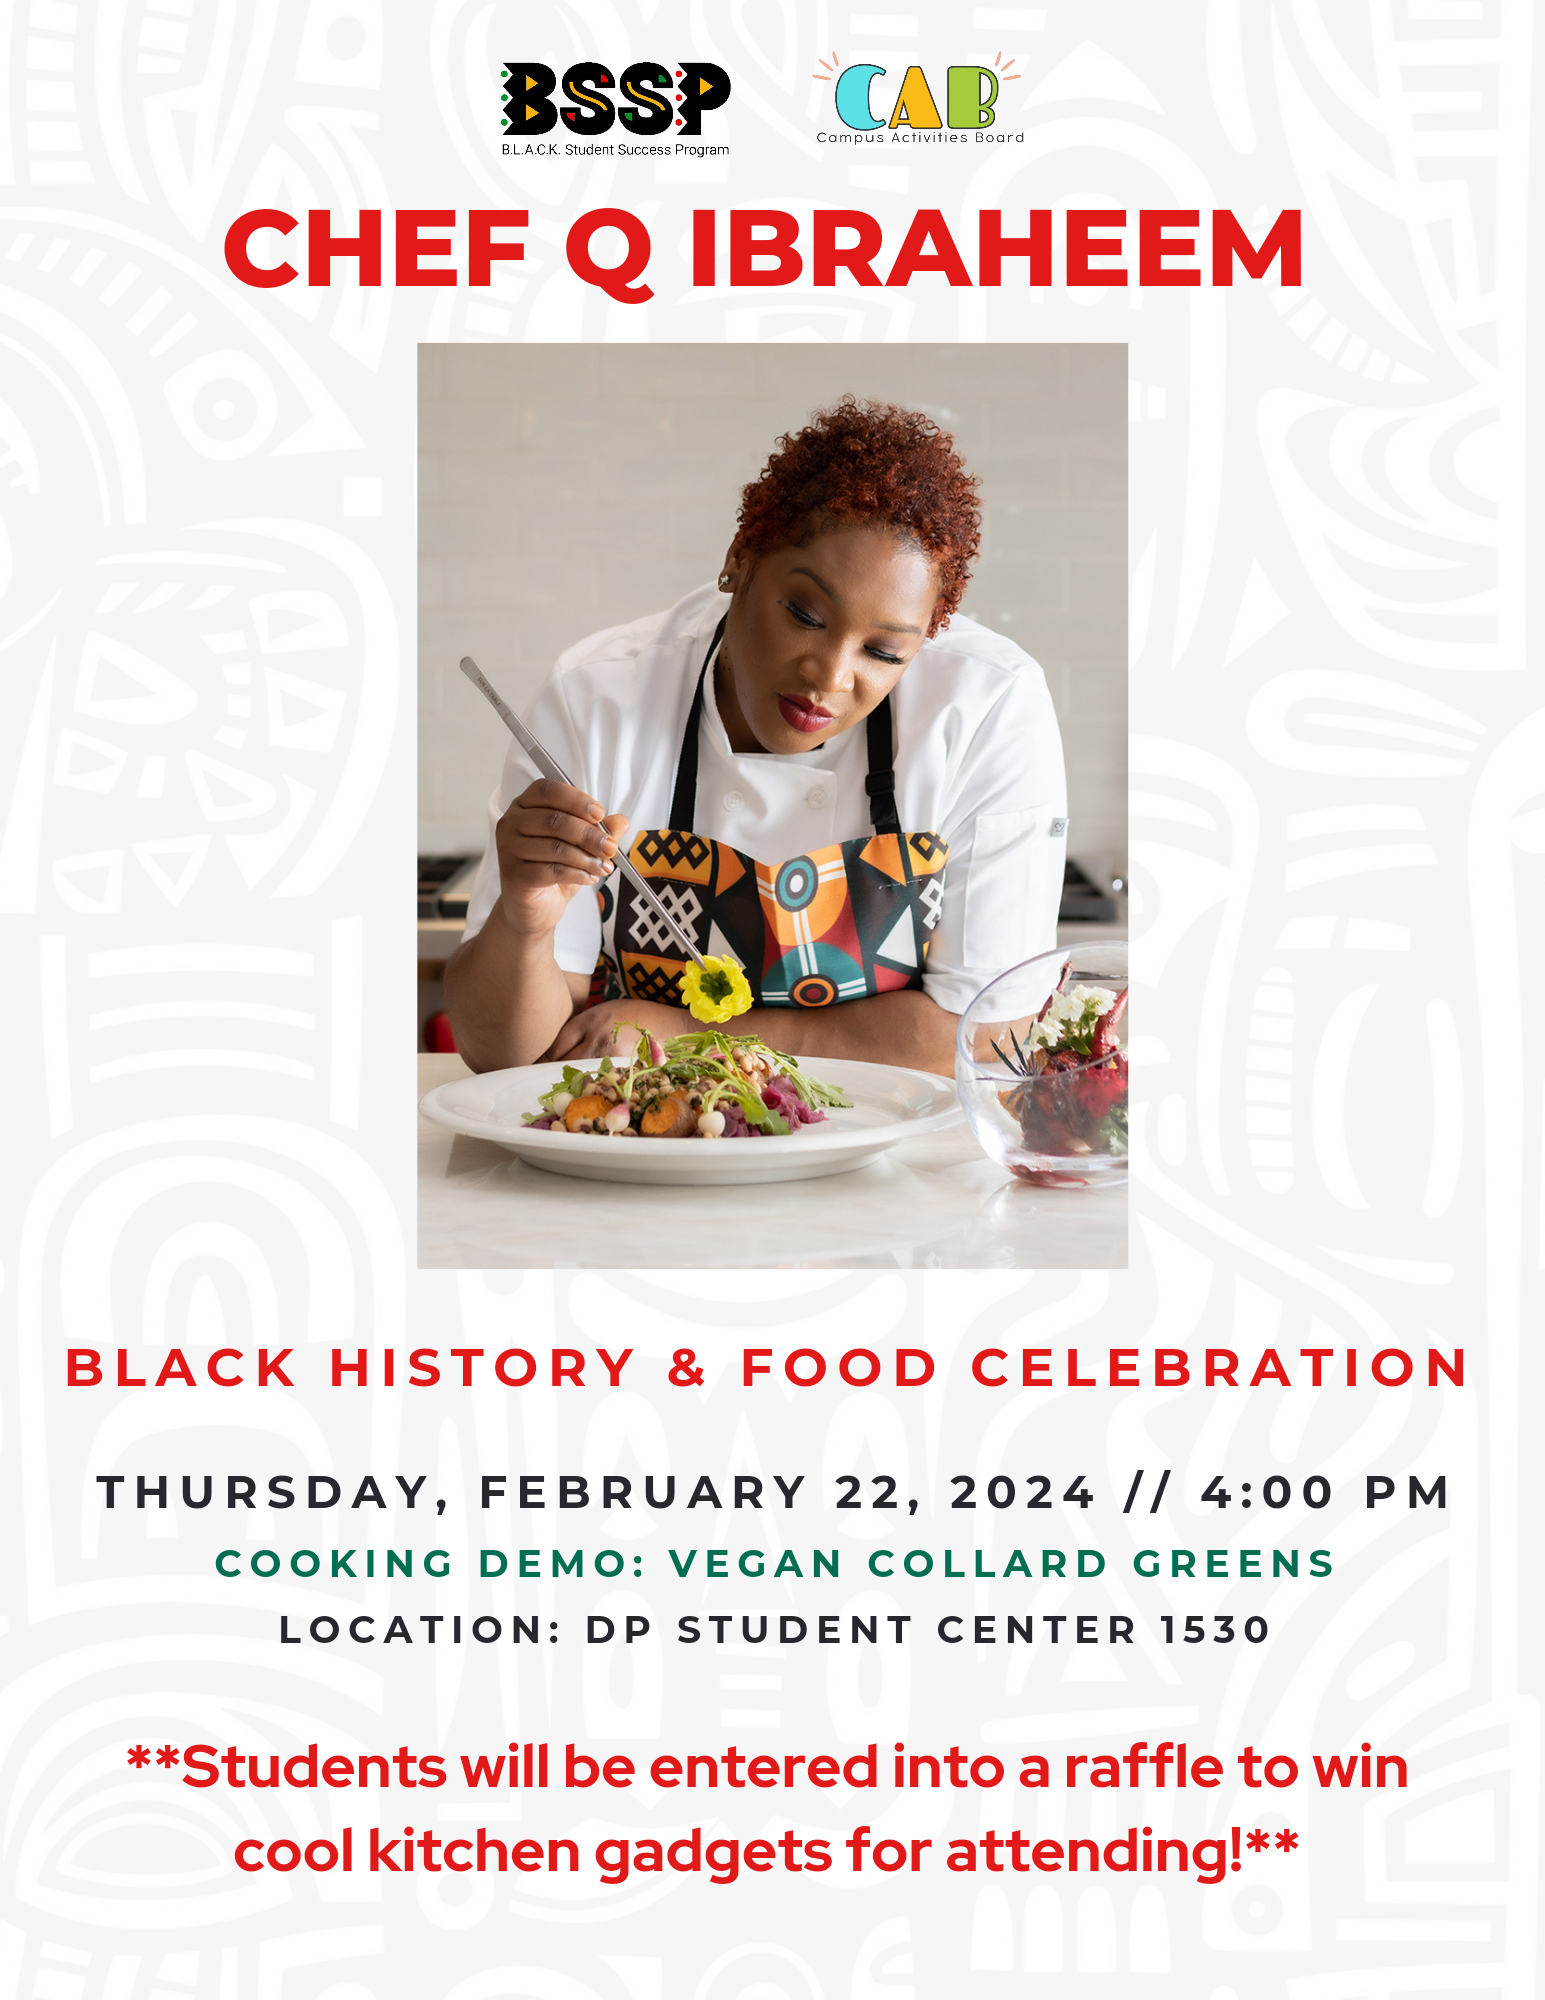 BSSP
B.L.A.C.K. Student Success Program
CAB
Campus Activities Board
CHEF Q IBRAHEEM
BLACK HISTORY & FOOD CELEBRATION
THURSDAY, FEBRUARY 22, 2024 // 4:00 PM
COOKING DEMO: VEGAN COLLARD GREENS
LOCATION: DP STUDENT CENTER 1530
**Students will be entered into a raffle to win
cool kitchen gadgets for attending!**